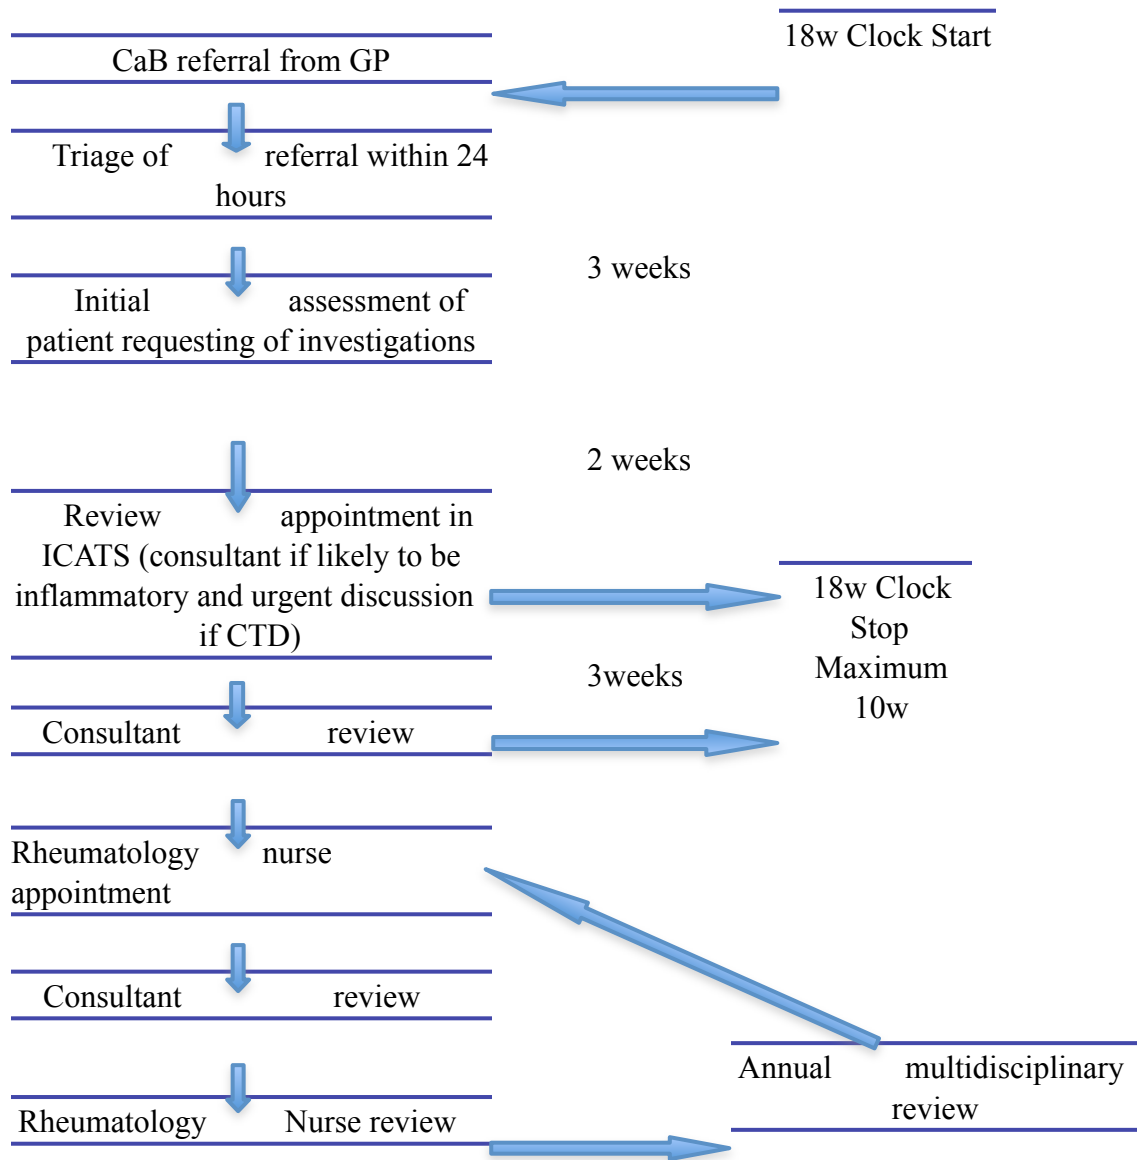 18w Clock Start
CaB referral from GP
Triage of referral within 24
hours
3 weeks
Initial assessment of
patient requesting of investigations
2 weeks
Review appointment in
ICATS (consultant if likely to be
inflammatory and urgent discussion
if CTD)
18w Clock
Stop
Maximum
10w
3weeks
Consultant review
Rheumatology nurse
appointment
Consultant review
Annual multidisciplinary
review
Rheumatology Nurse review